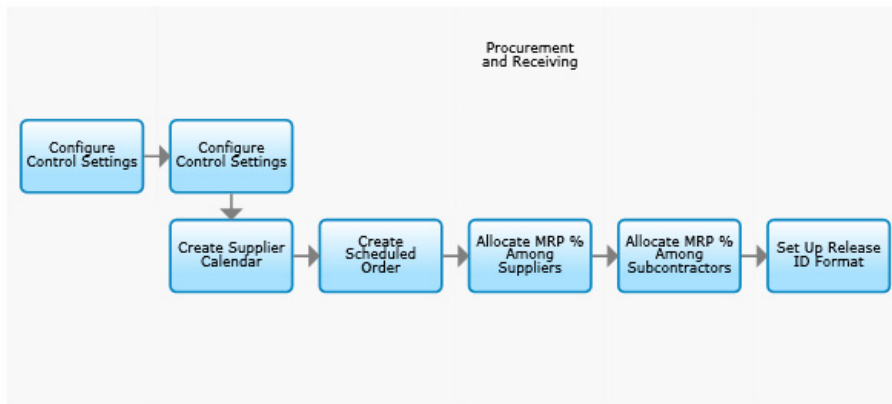 Procurement
and Receiving
Configure
Control Settings
Configure
Control Settings
Create Supplier
Calendar
Create
Scheduled
Order
Allocate MRP %
Among
Suppliers
Allocate MRP %
Among
Subcontractors
Set Up Release
ID Format